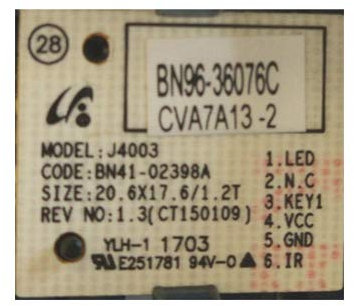 28
BN96-36076C
CVA7A13-2
MODEL:J4003
CODE:BN41-02398A
SIZE:20.6X17.6/1.2T
REV NO:1.3(CT150109)
YLH-1 1703
E251781 94V-0
1.LED
2.N.C
3.KEY1
4.VCC
5.GND
6.IR